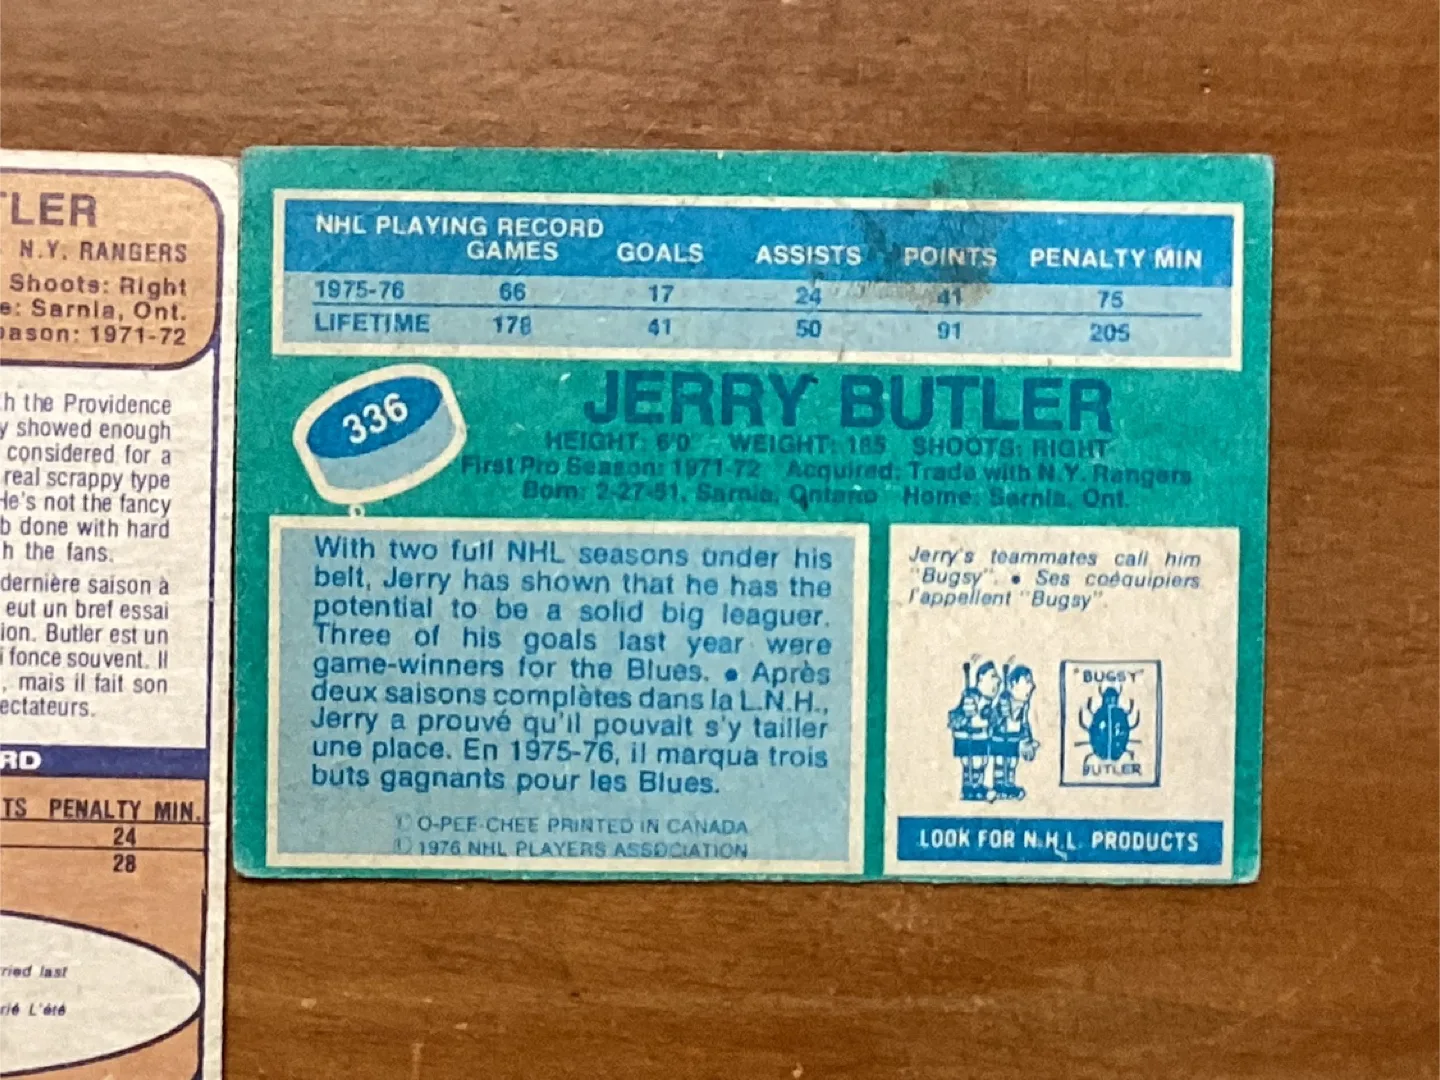 TLER
N.Y. RANGERS
Shoots: Right
e: Sarnia, Ont.
eason: 1971-72
h the Providence
y showed enough
considered for a
real scrappy type
He's not the fancy
b done with hard
h the fans.
dernière saison à
eut un bref essai
ion. Butler est un
i fonce souvent. Il
, mais il fait son
ectateurs.
RD
TS PENALTY MIN.
24
28
ried last
rié L'été
NHL PLAYING RECORD
GAMES GOALS ASSISTS POINTS PENALTY MIN
1975-76 66 17 24 41 75
LIFETIME 178 41 50 91 205
336
JERRY BUTLER
HEIGHT: 6'0 WEIGHT: 185 SHOOTS: RIGHT
First Pro Season: 1971-72 Acquired: Trade with N.Y. Rangers
Born: 2-27-51, Sarnia, Ontario Home: Sarnia, Ont.
With two full NHL seasons under his
belt, Jerry has shown that he has the
potential to be a solid big leaguer.
Three of his goals last year were
game-winners for the Blues. • Après
deux saisons complètes dans la L.N.H.,
Jerry a prouvé qu'il pouvait s'y tailler
une place. En 1975-76, il marqua trois
buts gagnants pour les Blues.
© O-PEE-CHEE PRINTED IN CANADA
© 1976 NHL PLAYERS ASSOCIATION
Jerry's teammates call him
"Bugsy". • Ses coéquipiers
l'appellent "Bugsy".
"BUGSY"
BUTLER
LOOK FOR N.H.L. PRODUCTS